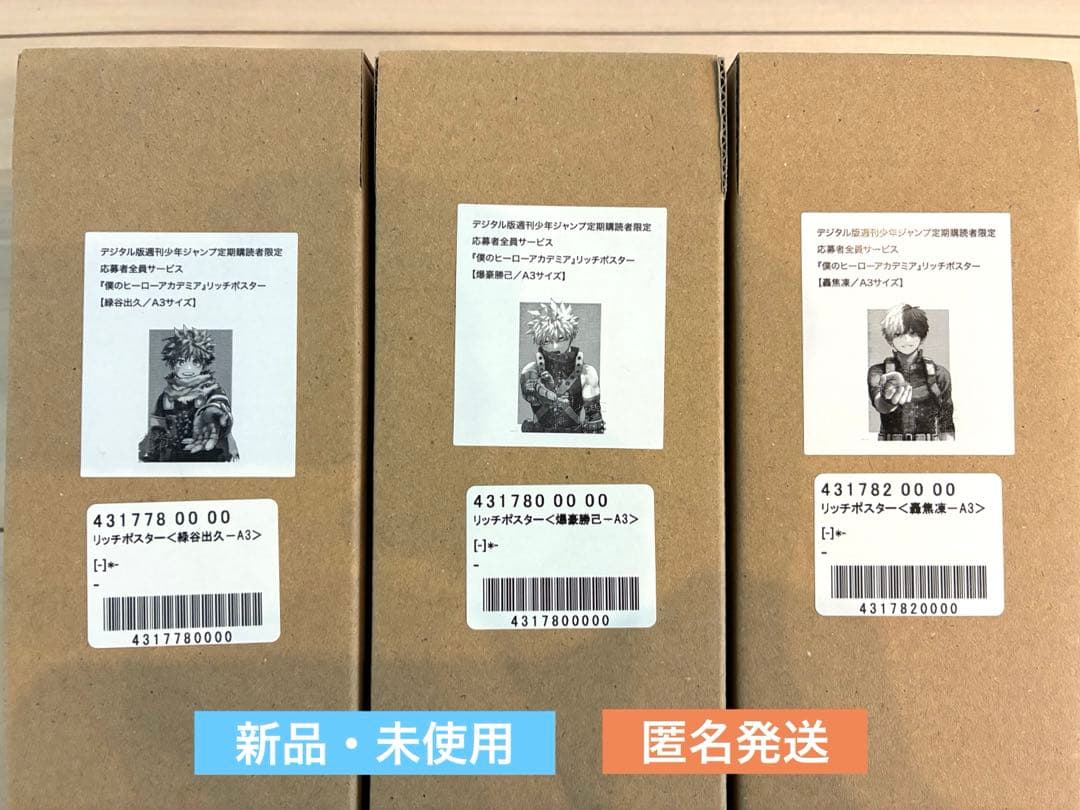 デジタル版週刊少年ジャンプ定期購読者限定
応募者全員サービス
『僕のヒーローアカデミア』リッチポスター
【緑谷出久／A3サイズ】
431778 00 00
リッチポスター＜緑谷出久－A3＞
[-]*-
-
4317780000
デジタル版週刊少年ジャンプ定期購読者限定
応募者全員サービス
『僕のヒーローアカデミア』リッチポスター
【爆豪勝己／A3サイズ】
431780 00 00
リッチポスター＜爆豪勝己－A3＞
[-]*-
-
4317800000
デジタル版週刊少年ジャンプ定期購読者限定
応募者全員サービス
『僕のヒーローアカデミア』リッチポスター
【轟焦凍／A3サイズ】
431782 00 00
リッチポスター＜轟焦凍－A3＞
[-]*-
-
4317820000
新品・未使用
匿名発送